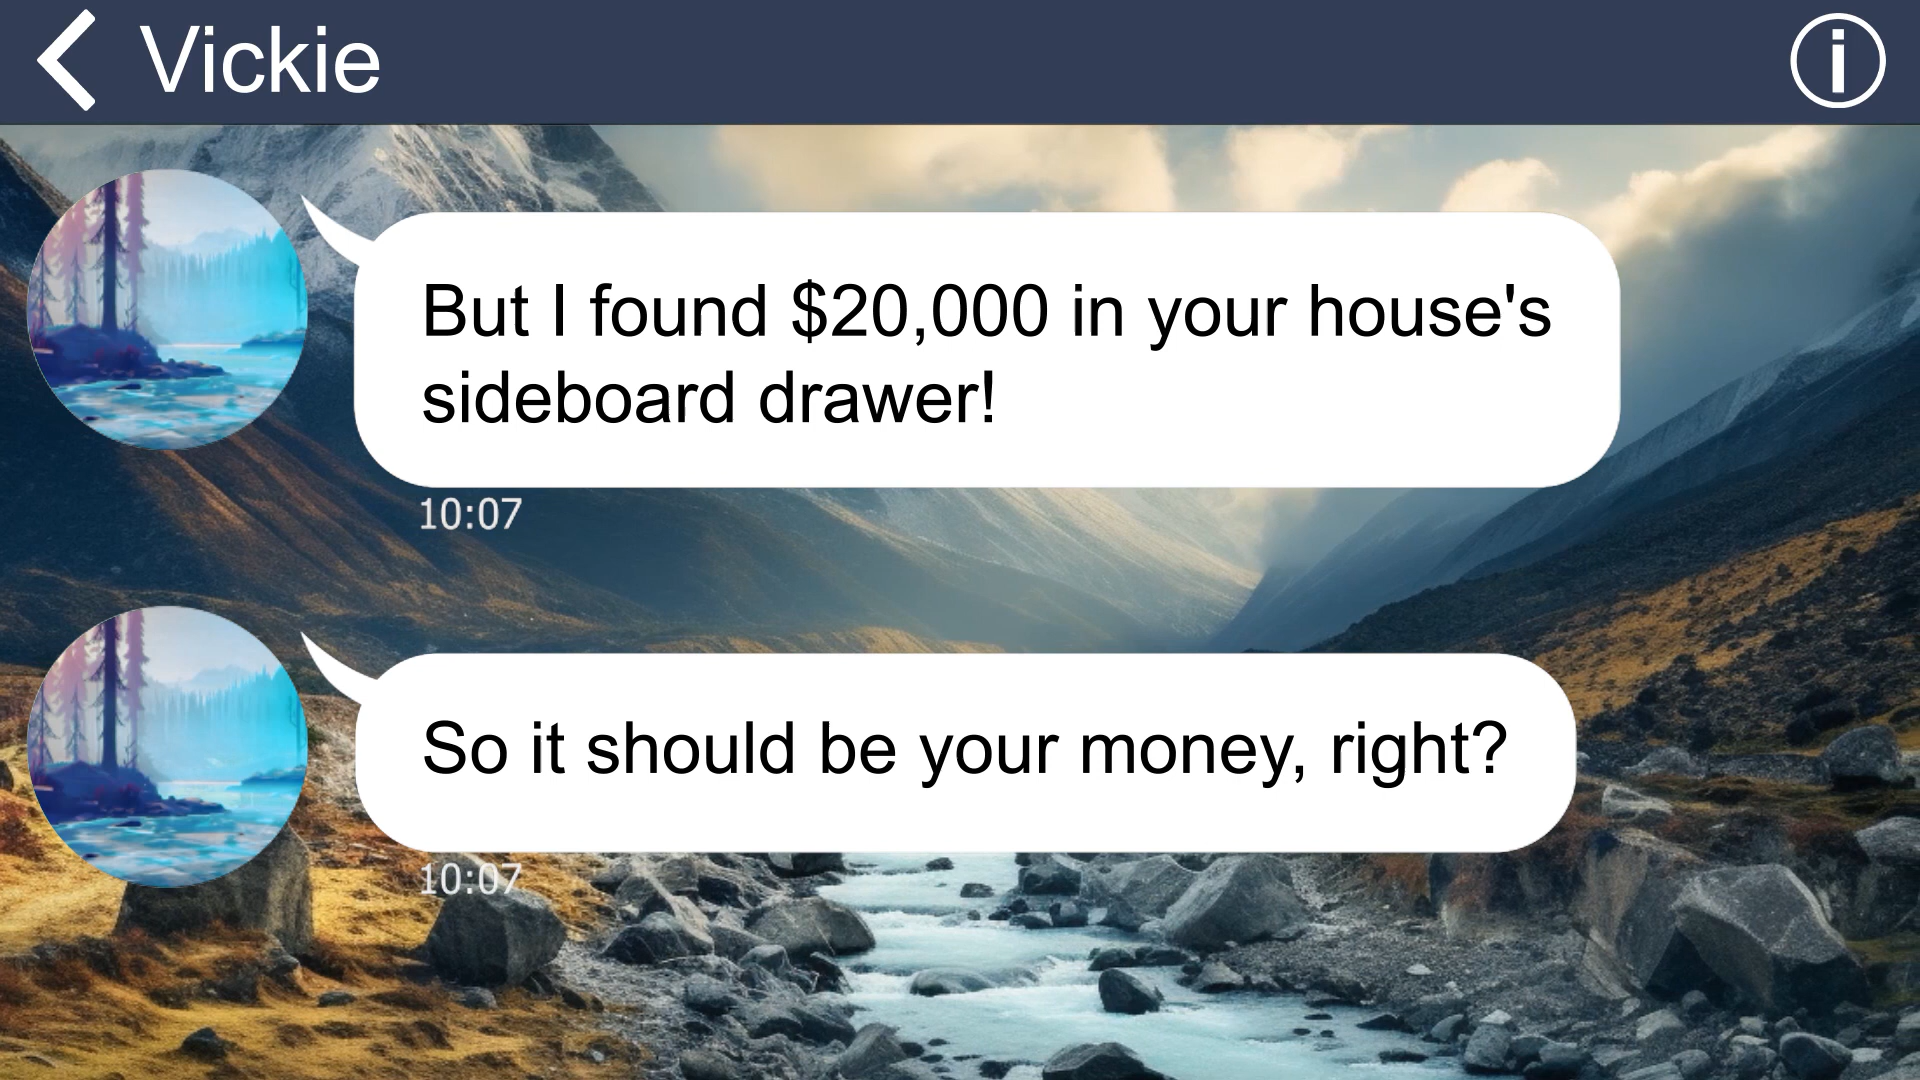 Vickie
But I found $20,000 in your house's
sideboard drawer!
10:07
So it should be your money, right?
10:07